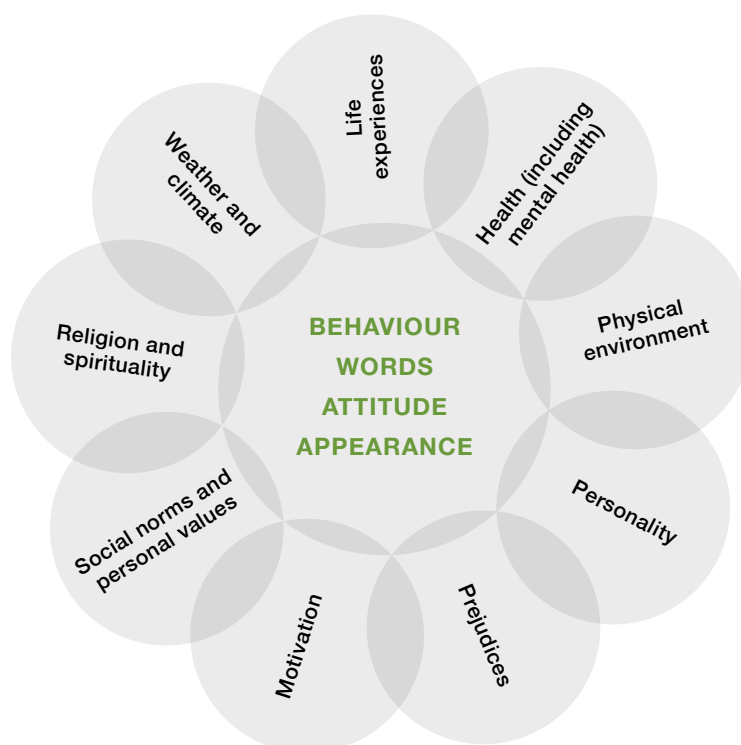 Life
experiences
Health (including
mental health)
Physical
environment
Personality
Prejudices
Motivation
Social norms and
personal values
Religion and
spirituality
Weather and
climate
BEHAVIOUR
WORDS
ATTITUDE
APPEARANCE